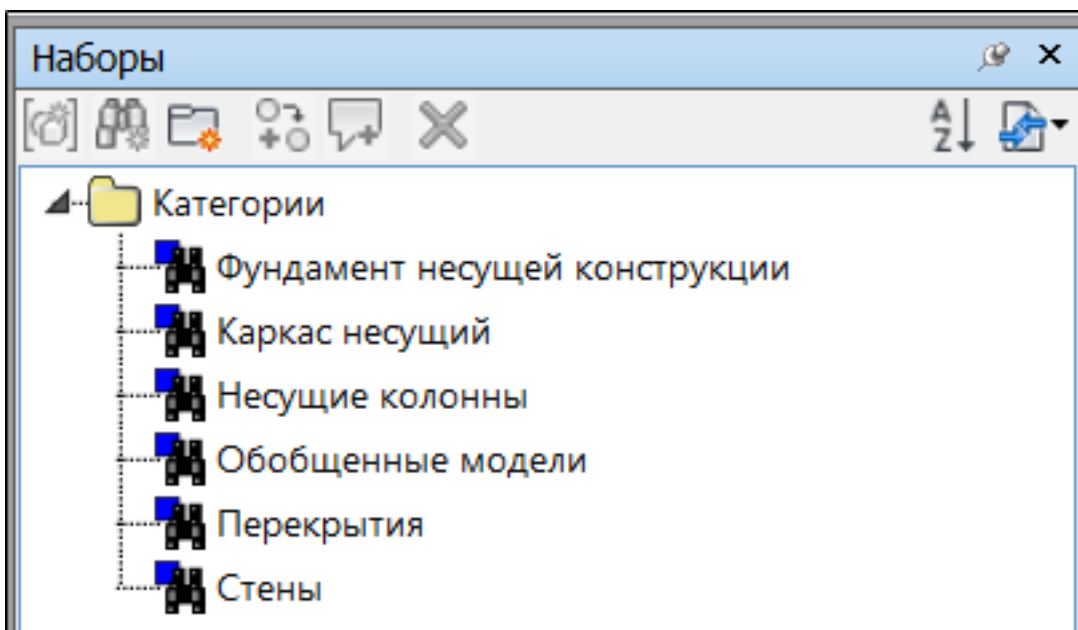 Наборы
A
Z
Категории
Фундамент несущей конструкции
Каркас несущий
Несущие колонны
Обобщенные модели
Перекрытия
Стены